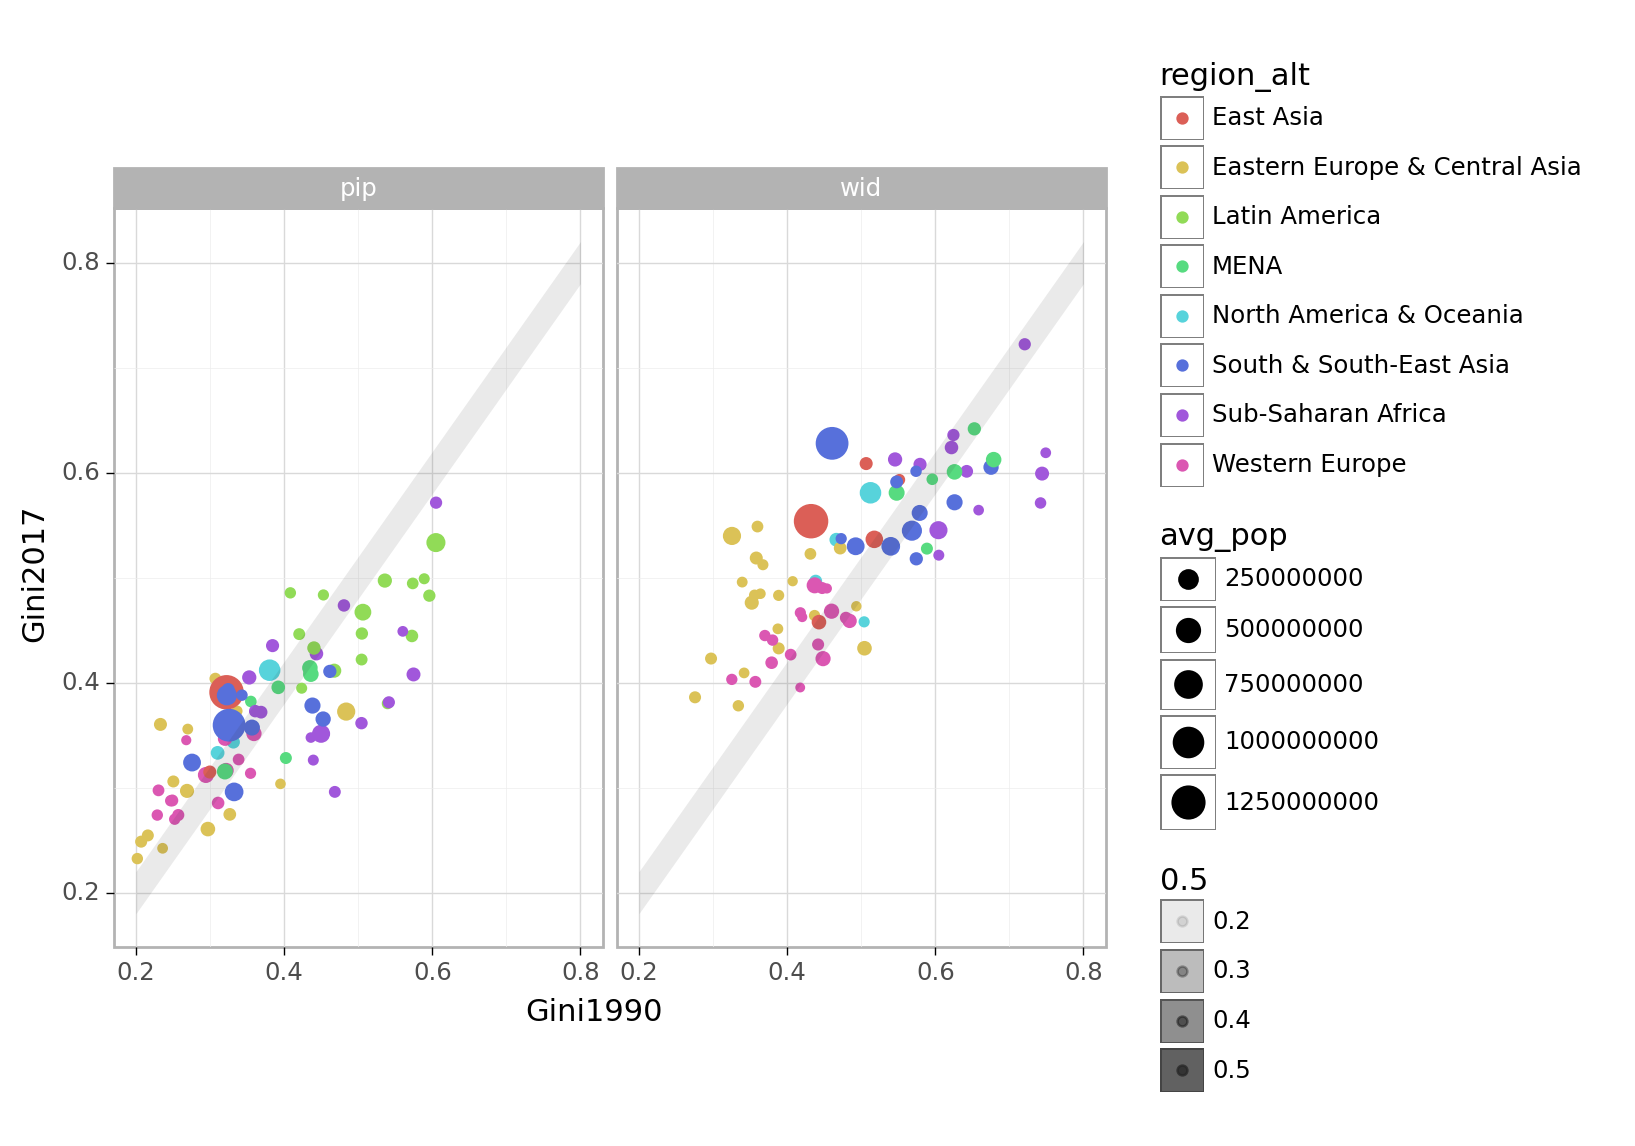 pip
wid
0.8
0.6
0.4
0.2
0.2 0.4 0.6 0.8
0.2 0.4 0.6 0.8
Gini1990
Gini2017
region_alt
East Asia
Eastern Europe & Central Asia
Latin America
MENA
North America & Oceania
South & South-East Asia
Sub-Saharan Africa
Western Europe
avg_pop
250000000
500000000
750000000
1000000000
1250000000
0.5
0.2
0.3
0.4
0.5